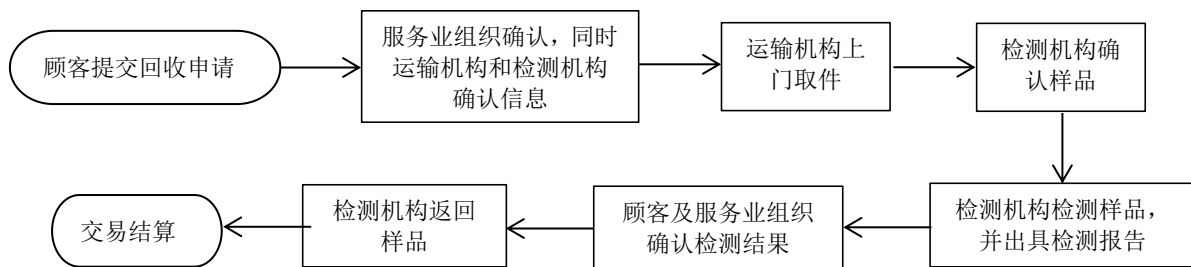 顾客提交回收申请
服务业组织确认，同时
运输机构和检测机构
确认信息
运输机构上
门取件
检测机构确
认样品
检测机构检测样品，
并出具检测报告
顾客及服务业组织
确认检测结果
检测机构返回
样品
交易结算